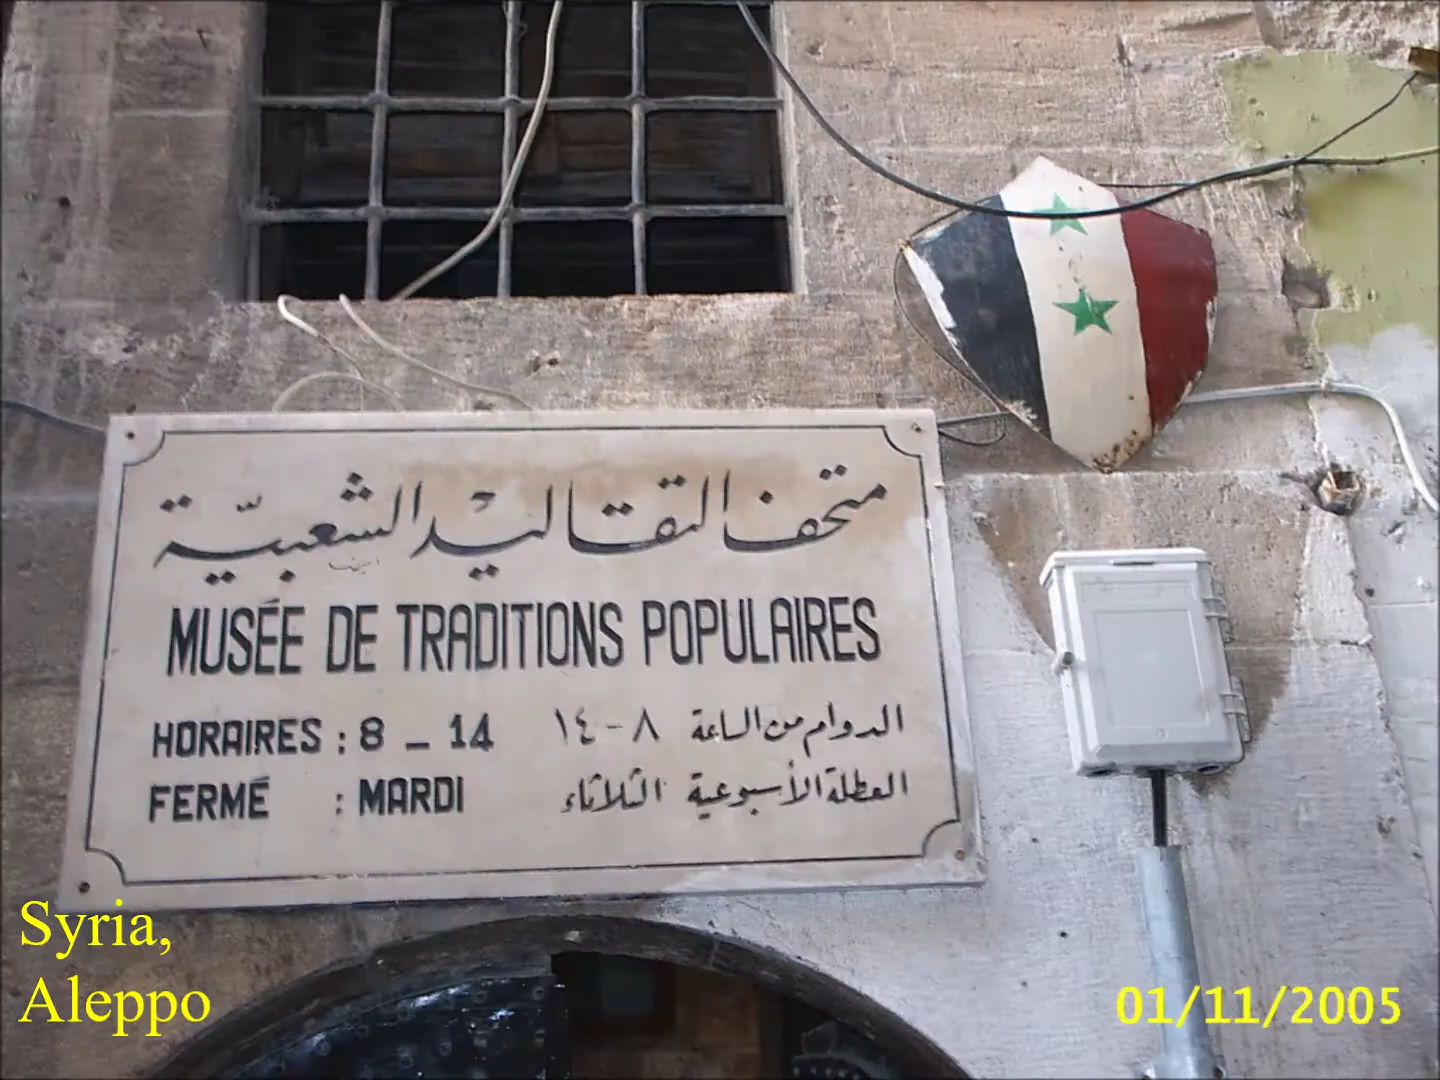 متحف التقاليد الشعبيّة
MUSÉE DE TRADITIONS POPULAIRES
HORAIRES : 8 _ 14
الدوام من الساعة ٨-١٤
FERMÉ : MARDI
العطلة الأسبوعية الثلاثاء
Syria,
Aleppo
01/11/2005